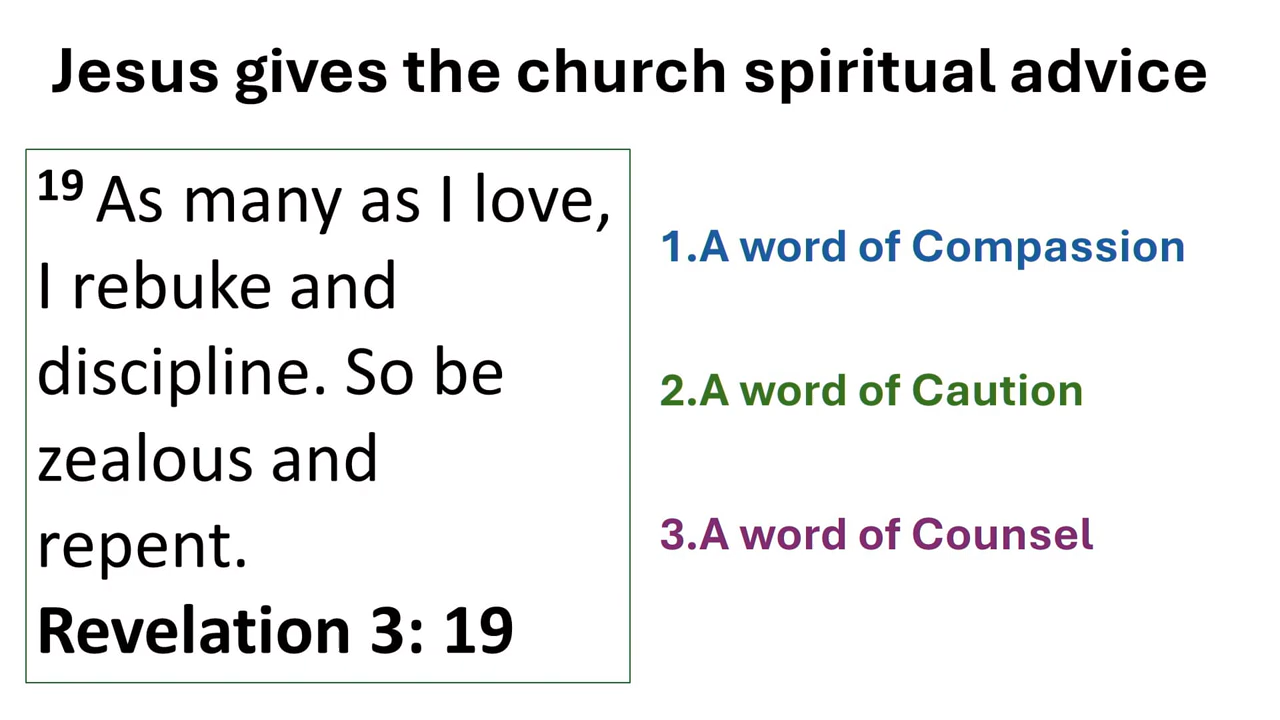 Jesus gives the church spiritual advice
19 As many as I love,
I rebuke and
discipline. So be
zealous and
repent.
Revelation 3: 19
1.A word of Compassion
2.A word of Caution
3.A word of Counsel